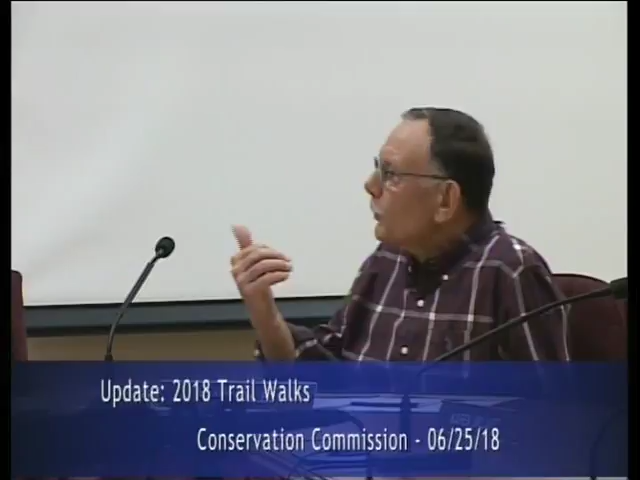 Update: 2018 Trail Walks
Conservation Commission - 06/25/18